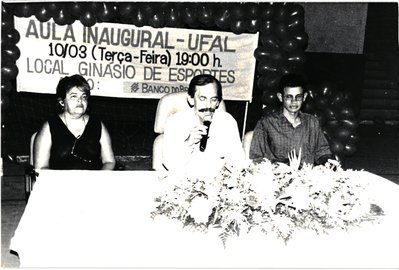 AULA INAUGURAL - UFAL
10/03 (Terça-Feira) 19:00 h.
LOCAL GINÁSIO DE ESPORTES
BANCO DO